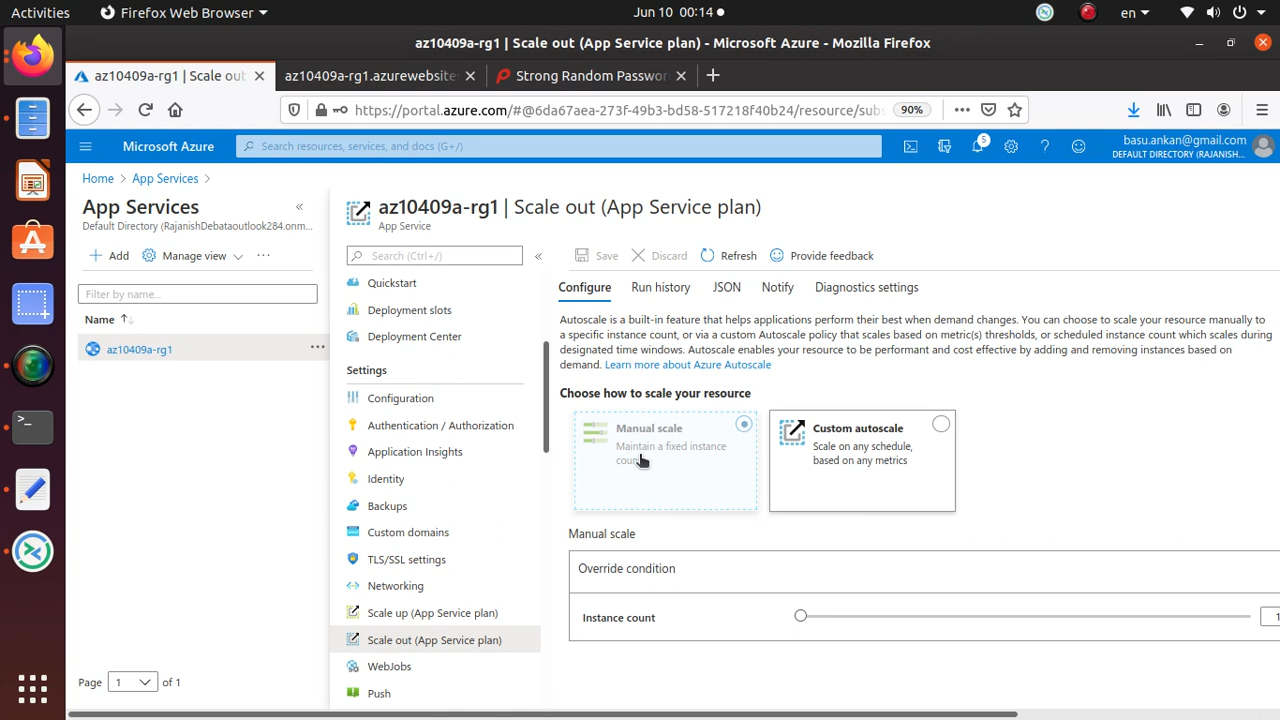 Activities
Firefox Web Browser
Jun 10 00:14
en
az10409a-rg1 | Scale out (App Service plan) - Microsoft Azure - Mozilla Firefox
az10409a-rg1 | Scale out
az10409a-rg1.azurewebsite
Strong Random Passwor
https://portal.azure.com/#@6da67aea-273f-49b3-bd58-517218f40b24/resource/subs
90%
Microsoft Azure
Search resources, services, and docs (G+/)
5
basu.ankan@gmail.com
DEFAULT DIRECTORY (RAJANISH...
Home
App Services
App Services
Default Directory (RajanishDebataoutlook284.onm...
Add
Manage view
Filter by name...
Name
az10409a-rg1
Page 1 of 1
az10409a-rg1 | Scale out (App Service plan)
App Service
Search (Ctrl+/)
Quickstart
Deployment slots
Deployment Center
Settings
Configuration
Authentication / Authorization
Application Insights
Identity
Backups
Custom domains
TLS/SSL settings
Networking
Scale up (App Service plan)
Scale out (App Service plan)
WebJobs
Push
Save
Discard
Refresh
Provide feedback
Configure
Run history
JSON
Notify
Diagnostics settings
Autoscale is a built-in feature that helps applications perform their best when demand changes. You can choose to scale your resource manually to
a specific instance count, or via a custom Autoscale policy that scales based on metric(s) thresholds, or scheduled instance count which scales during
designated time windows. Autoscale enables your resource to be performant and cost effective by adding and removing instances based on
demand. Learn more about Azure Autoscale
Choose how to scale your resource
Manual scale
Maintain a fixed instance
Custom autoscale
Scale on any schedule,
based on any metrics
Manual scale
Override condition
Instance count
1